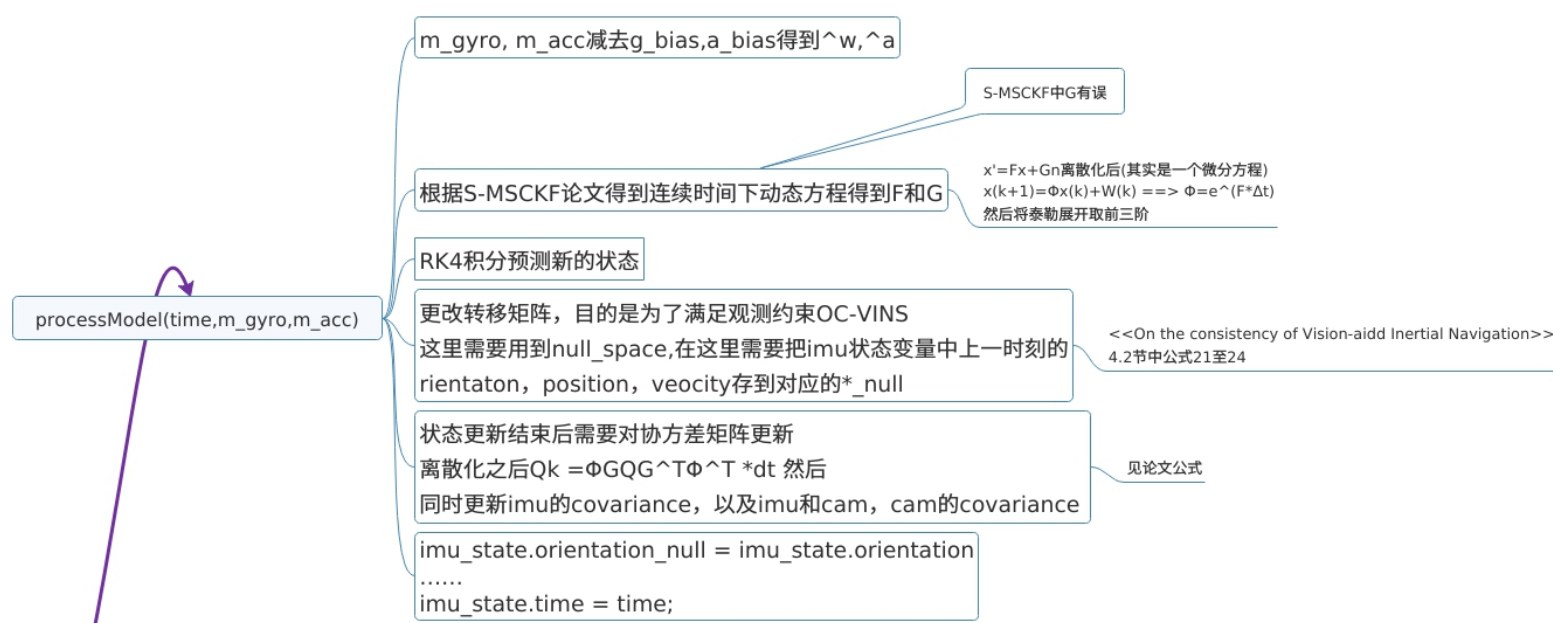 m_gyro, m_acc减去g_bias,a_bias得到^w,^a
S-MSCKF中G有误
根据S-MSCKF论文得到连续时间下动态方程得到F和G
x'=Fx+Gn离散化后(其实是一个微分方程)
x(k+1)=Φx(k)+W(k) ==> Φ=e^(F*Δt)
然后将泰勒展开取前三阶
RK4积分预测新的状态
processModel(time,m_gyro,m_acc)
更改转移矩阵，目的是为了满足观测约束OC-VINS
这里需要用到null_space,在这里需要把imu状态变量中上一时刻的
rientaton，position，veocity存到对应的*_null
<<On the consistency of Vision-aidd Inertial Navigation>>
4.2节中公式21至24
状态更新结束后需要对协方差矩阵更新
离散化之后Qk =ΦGQG^TΦ^T *dt 然后
同时更新imu的covariance，以及imu和cam，cam的covariance
见论文公式
imu_state.orientation_null = imu_state.orientation
……
imu_state.time = time;